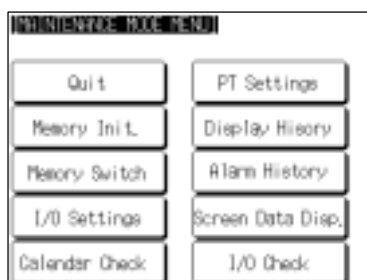 [MAINTENANCE MODE MENU]
Quit
PT Settings
Memory Init.
Display Hisory
Memory Switch
Alarm History
I/O Settings
Screen Data Disp.
Calendar Check
I/O Check